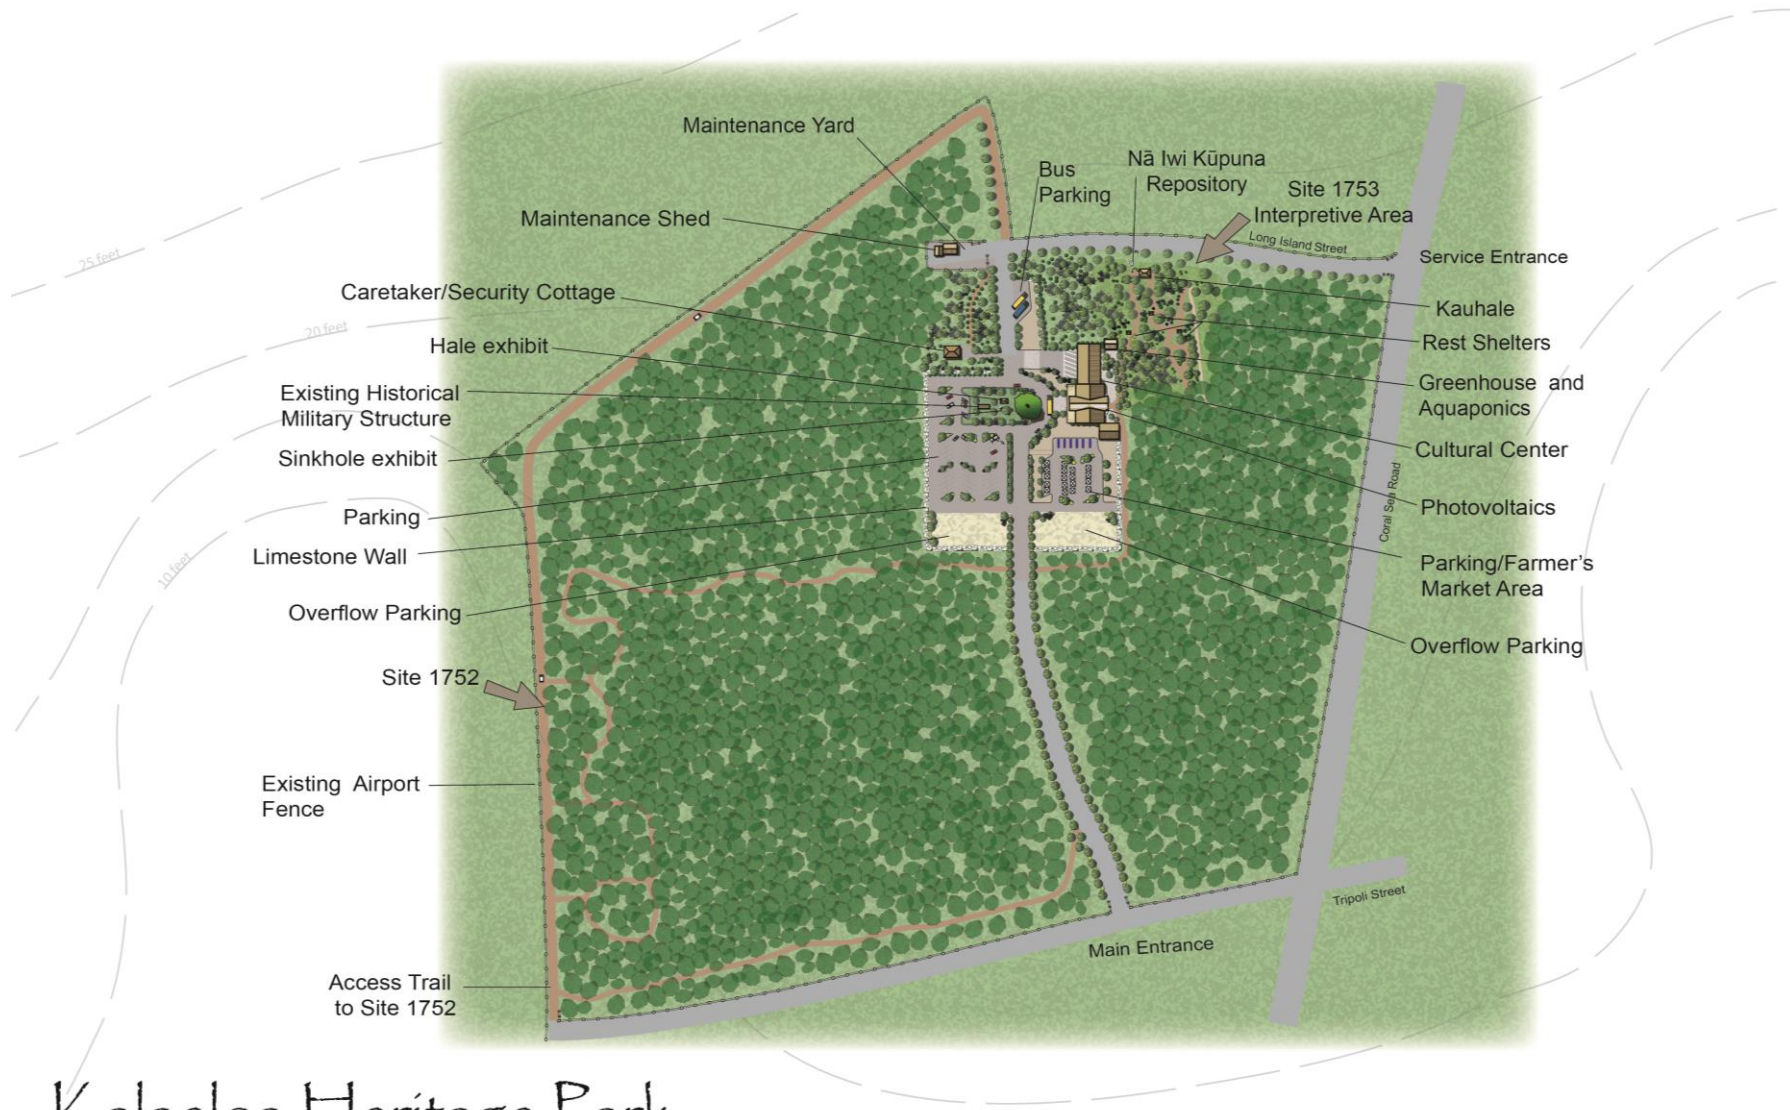 Maintenance Yard
Bus
Parking
Nā Iwi Kūpuna
Repository
Site 1753
Interpretive Area
Maintenance Shed
Long Island Street
Service Entrance
25 feet
Caretaker/Security Cottage
Kauhale
20 feet
Hale exhibit
Rest Shelters
Existing Historical
Military Structure
Greenhouse and
Aquaponics
Sinkhole exhibit
Cultural Center
Coral Sea Road
Parking
Photovoltaics
Limestone Wall
10 feet
Parking/Farmer's
Market Area
Overflow Parking
Overflow Parking
Site 1752
Existing Airport
Fence
Tripoli Street
Main Entrance
Access Trail
to Site 1752
Kalaeloa Heritage Park